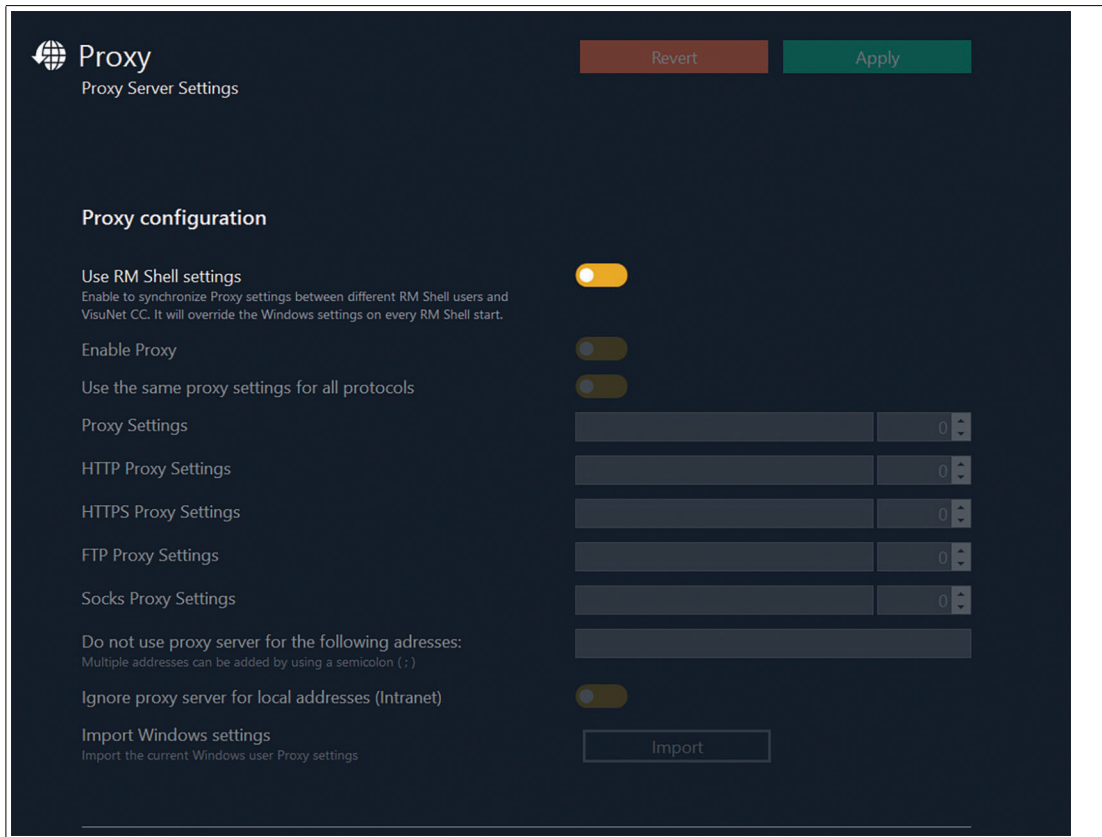 Proxy
Revert
Apply
Proxy Server Settings
Proxy configuration
Use RM Shell settings
Enable to synchronize Proxy settings between different RM Shell users and
VisuNet CC. It will override the Windows settings on every RM Shell start.
Enable Proxy
Use the same proxy settings for all protocols
Proxy Settings
0
HTTP Proxy Settings
0
HTTPS Proxy Settings
0
FTP Proxy Settings
0
Socks Proxy Settings
0
Do not use proxy server for the following adresses:
Multiple addresses can be added by using a semicolon ( ; )
Ignore proxy server for local addresses (Intranet)
Import Windows settings
Import the current Windows user Proxy settings
Import